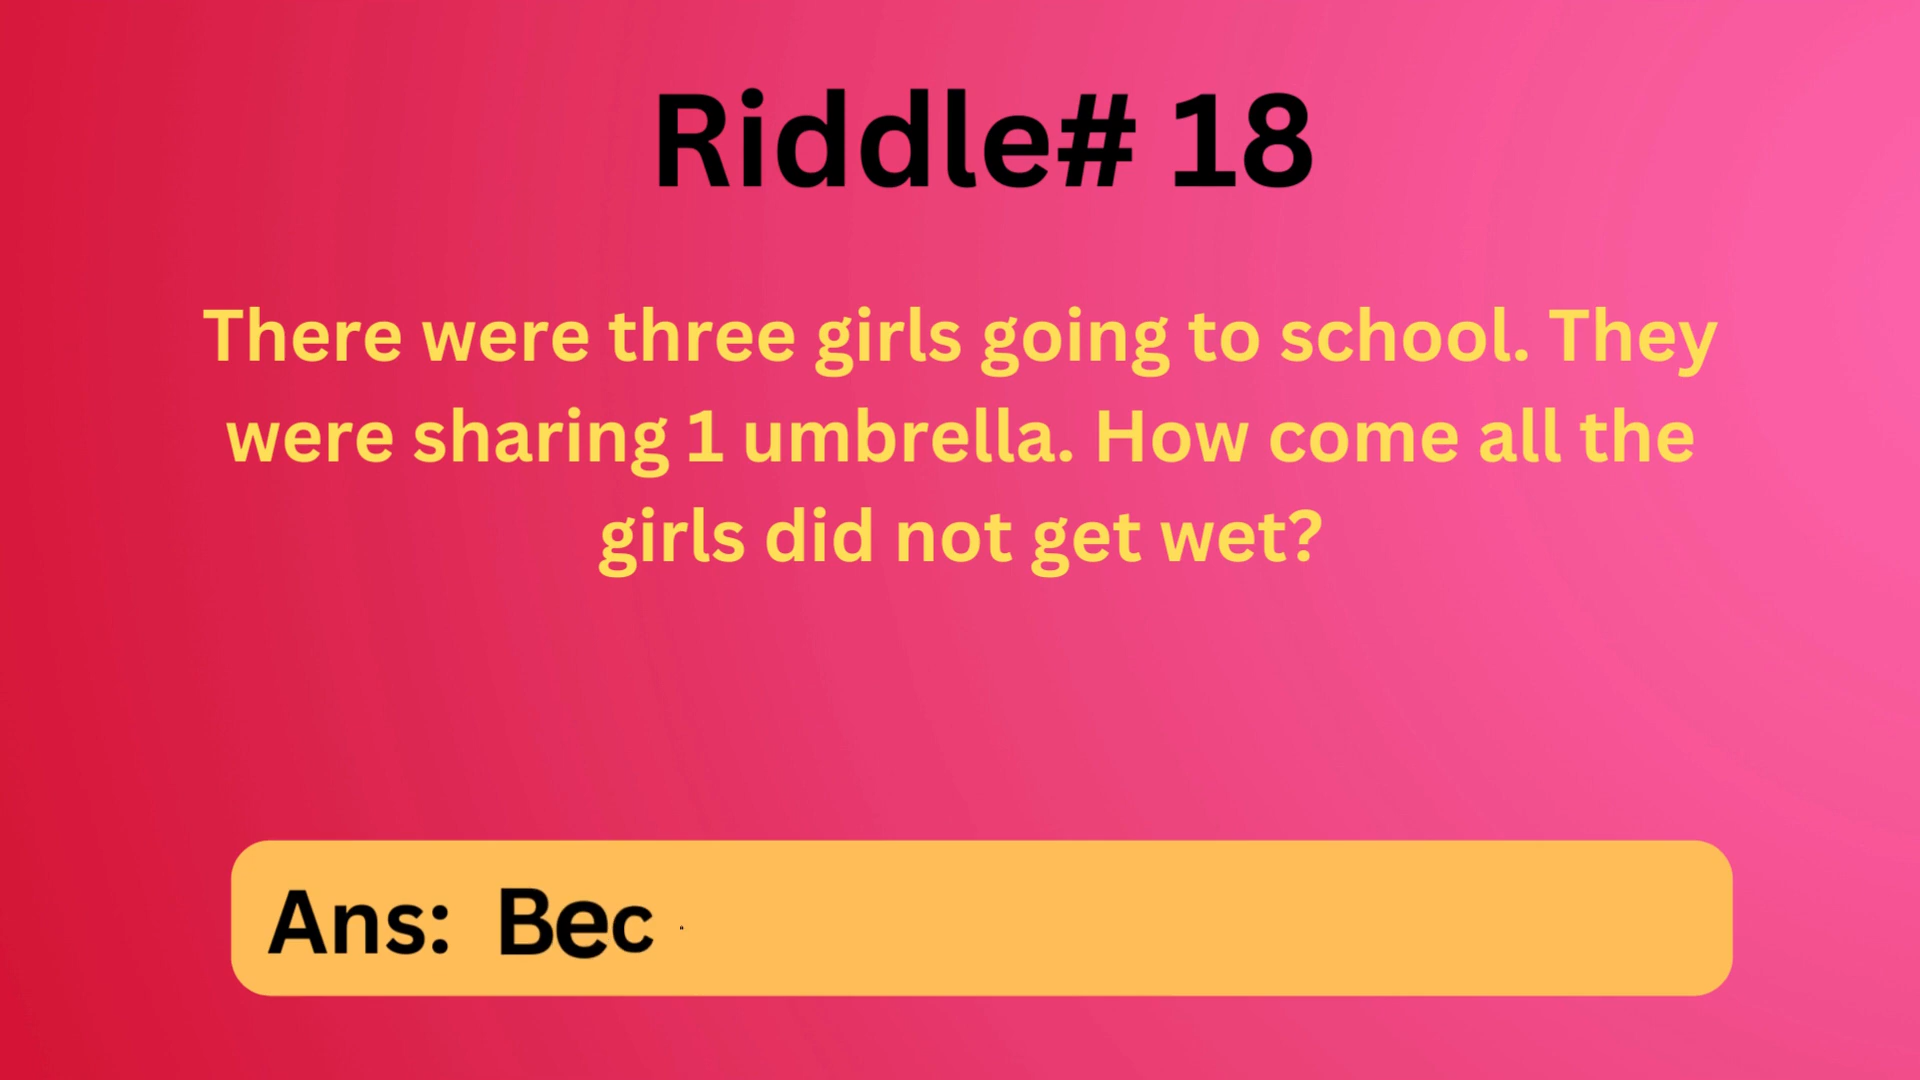 Riddle# 18
There were three girls going to school. They
were sharing 1 umbrella. How come all the
girls did not get wet?
Ans: Bec